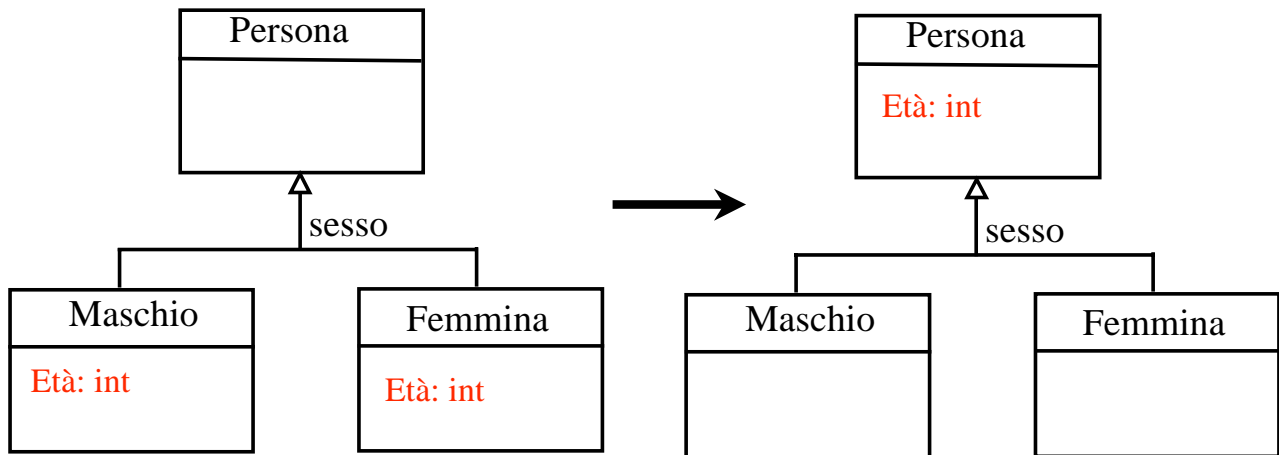 Persona
sesso
Maschio
Età: int
Femmina
Età: int
Persona
Età: int
sesso
Maschio
Femmina